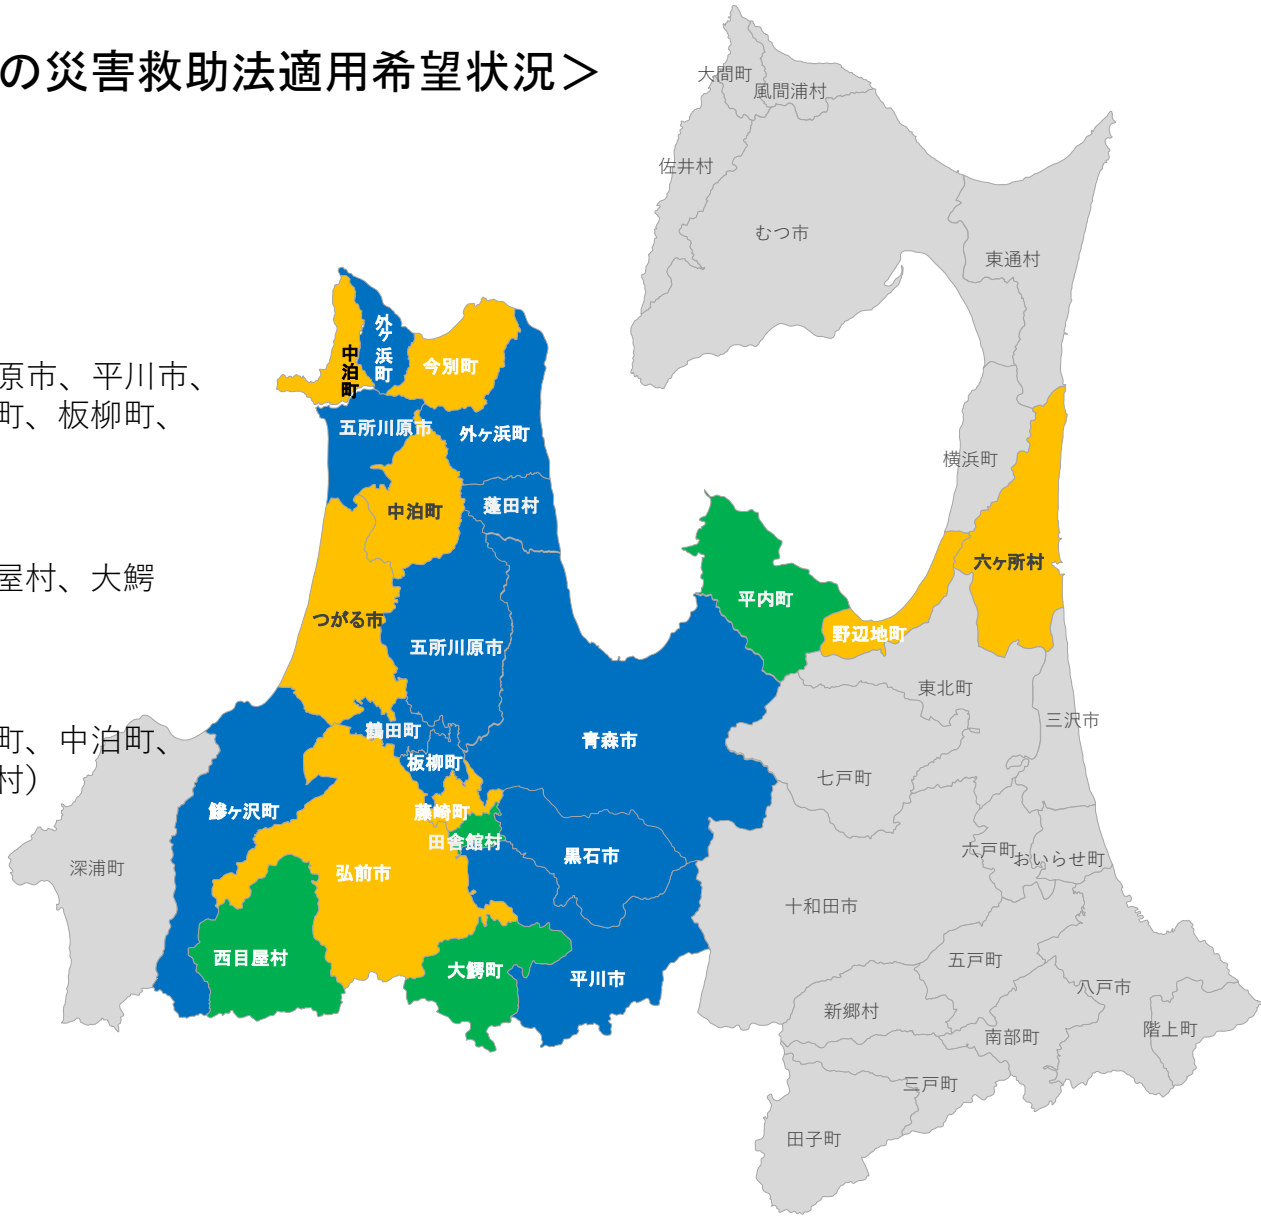 の災害救助法適用希望状況＞
大間町
風間浦村
佐井村
むつ市
東通村
外ヶ浜町
中泊町
今別町
原市、平川市、
町、板柳町、
五所川原市
外ヶ浜町
横浜町
中泊町
蓬田村
六ヶ所村
屋村、大鰐
平内町
つがる市
野辺地町
五所川原市
東北町
三沢市
町、中泊町、
村）
鶴田町
青森市
板柳町
七戸町
鰺ヶ沢町
藤崎町
田舎館村
黒石市
六戸町
おいらせ町
深浦町
弘前市
十和田市
西目屋村
大鰐町
平川市
五戸町
八戸市
新郷村
南部町
階上町
三戸町
田子町